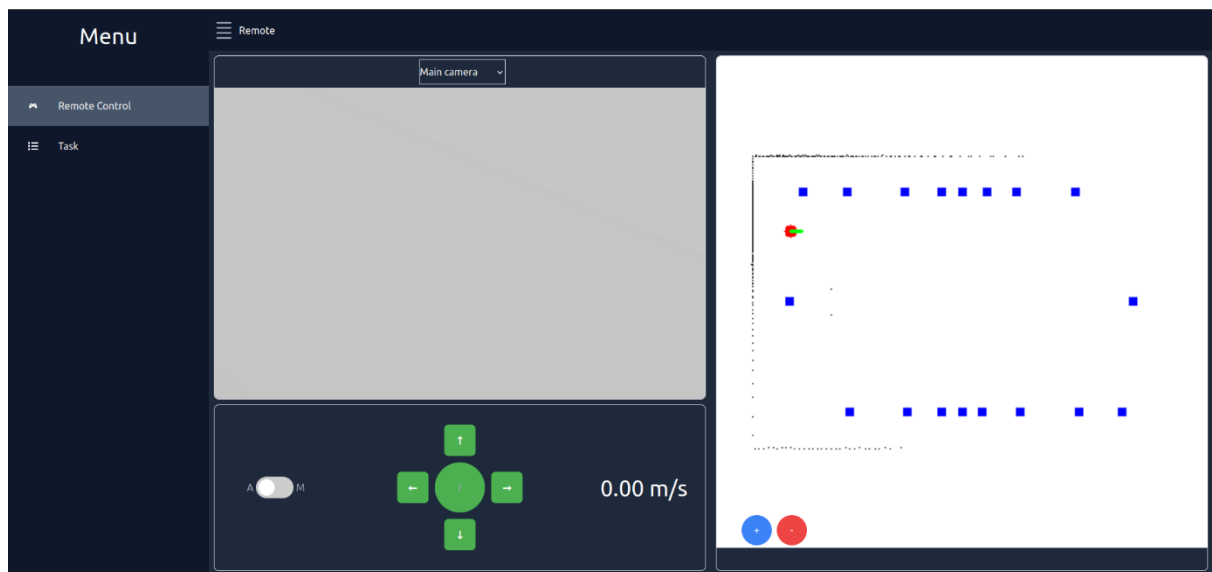 Menu
Remote
Remote Control
Task
Main camera
A
M
↑
←
→
↓
0.00 m/s
+
-